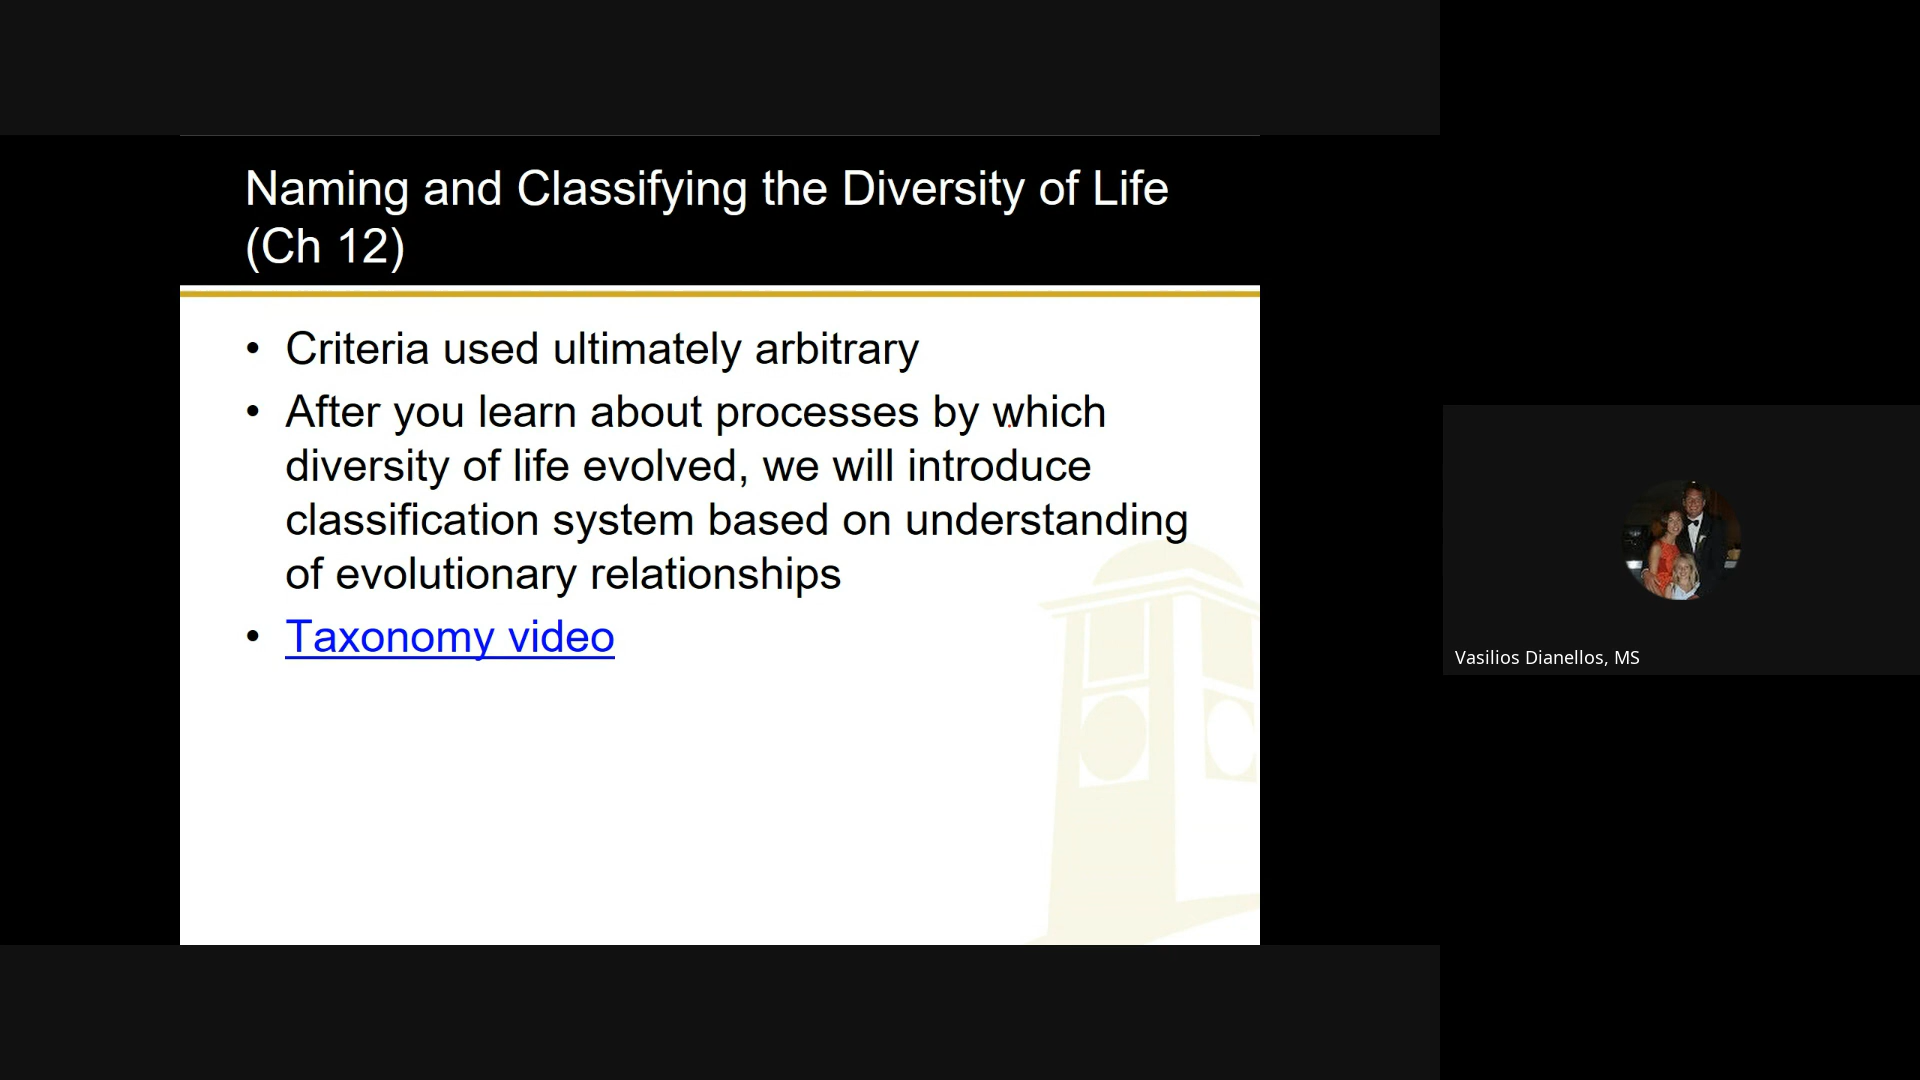 Naming and Classifying the Diversity of Life
(Ch 12)
• Criteria used ultimately arbitrary
• After you learn about processes by which
diversity of life evolved, we will introduce
classification system based on understanding
of evolutionary relationships
• Taxonomy video
Vasilios Dianellos, MS